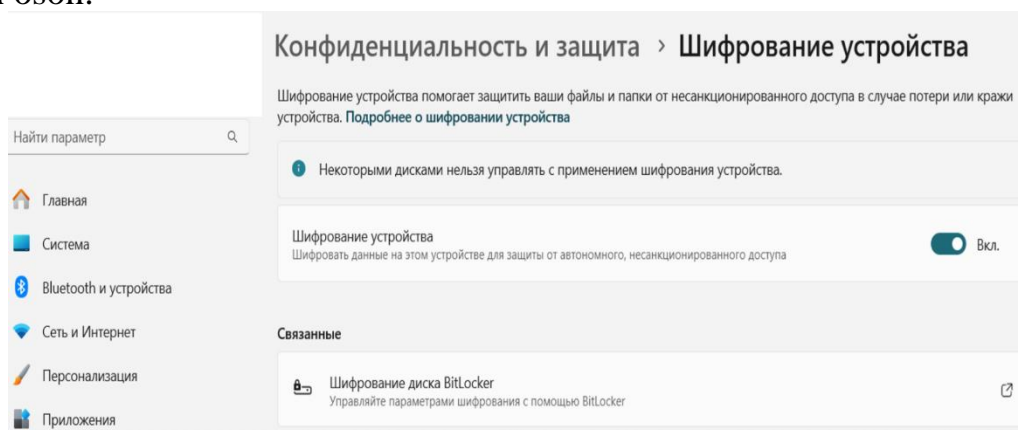 Конфиденциальность и защита > Шифрование устройства
Шифрование устройства помогает защитить ваши файлы и папки от несанкционированного доступа в случае потери или кражи
устройства. Подробнее о шифровании устройства
Найти параметр
Некоторыми дисками нельзя управлять с применением шифрования устройства.
Главная
Система
Bluetooth и устройства
Сеть и Интернет
Персонализация
Приложения
Шифрование устройства
Шифровать данные на этом устройстве для защиты от автономного, несанкционированного доступа
Вкл.
Связанные
Шифрование диска BitLocker
Управляйте параметрами шифрования с помощью BitLocker